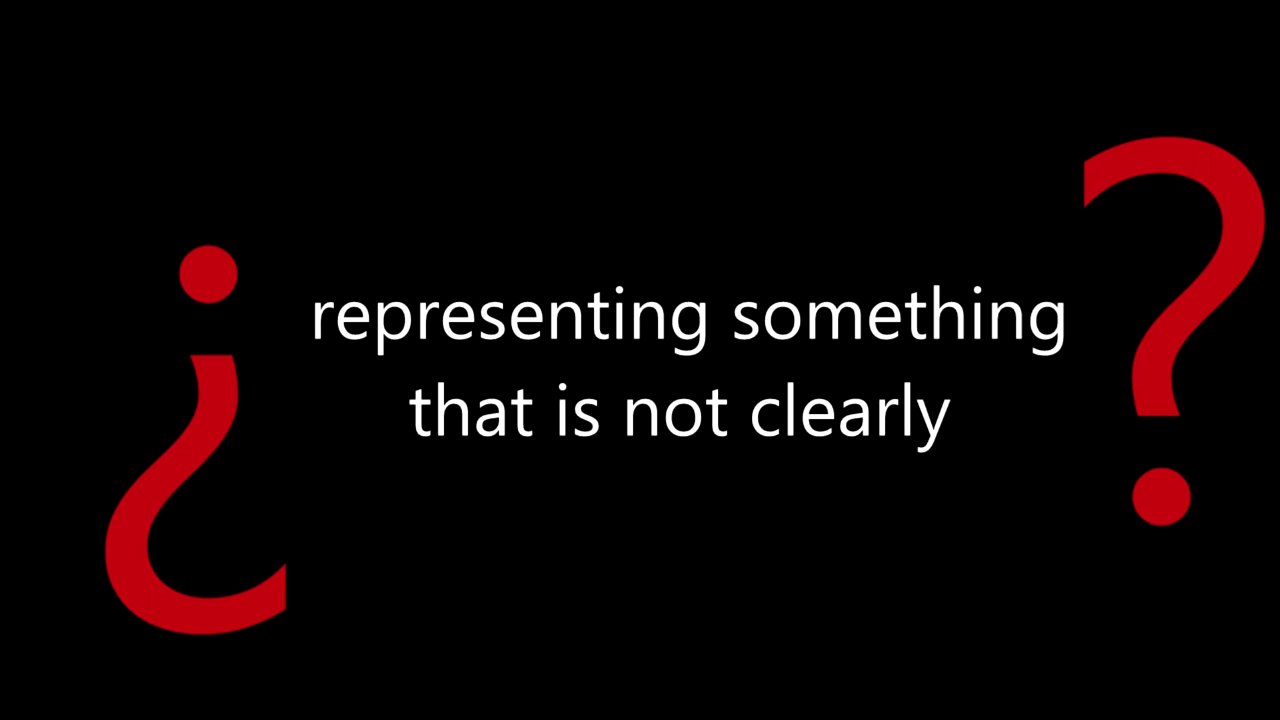 ¿
representing something
that is not clearly
?